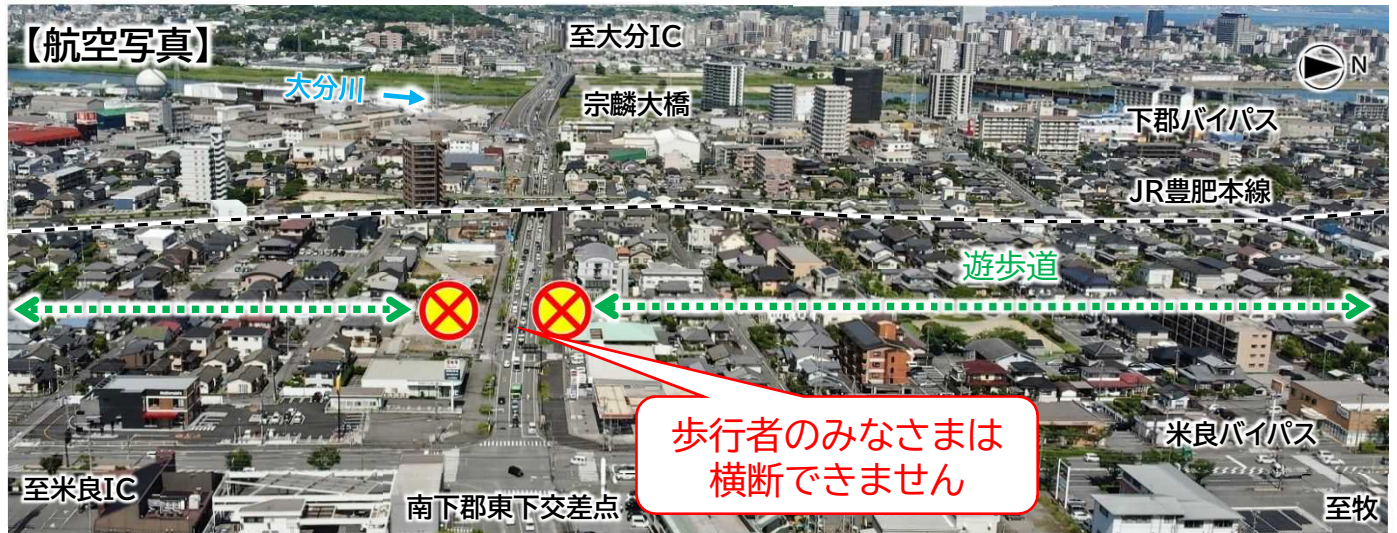 【航空写真】
至大分IC
N
大分川
宗麟大橋
下郡バイパス
JR豊肥本線
遊歩道
歩行者のみなさまは
横断できません
米良バイパス
至米良IC
南下郡東下交差点
至牧